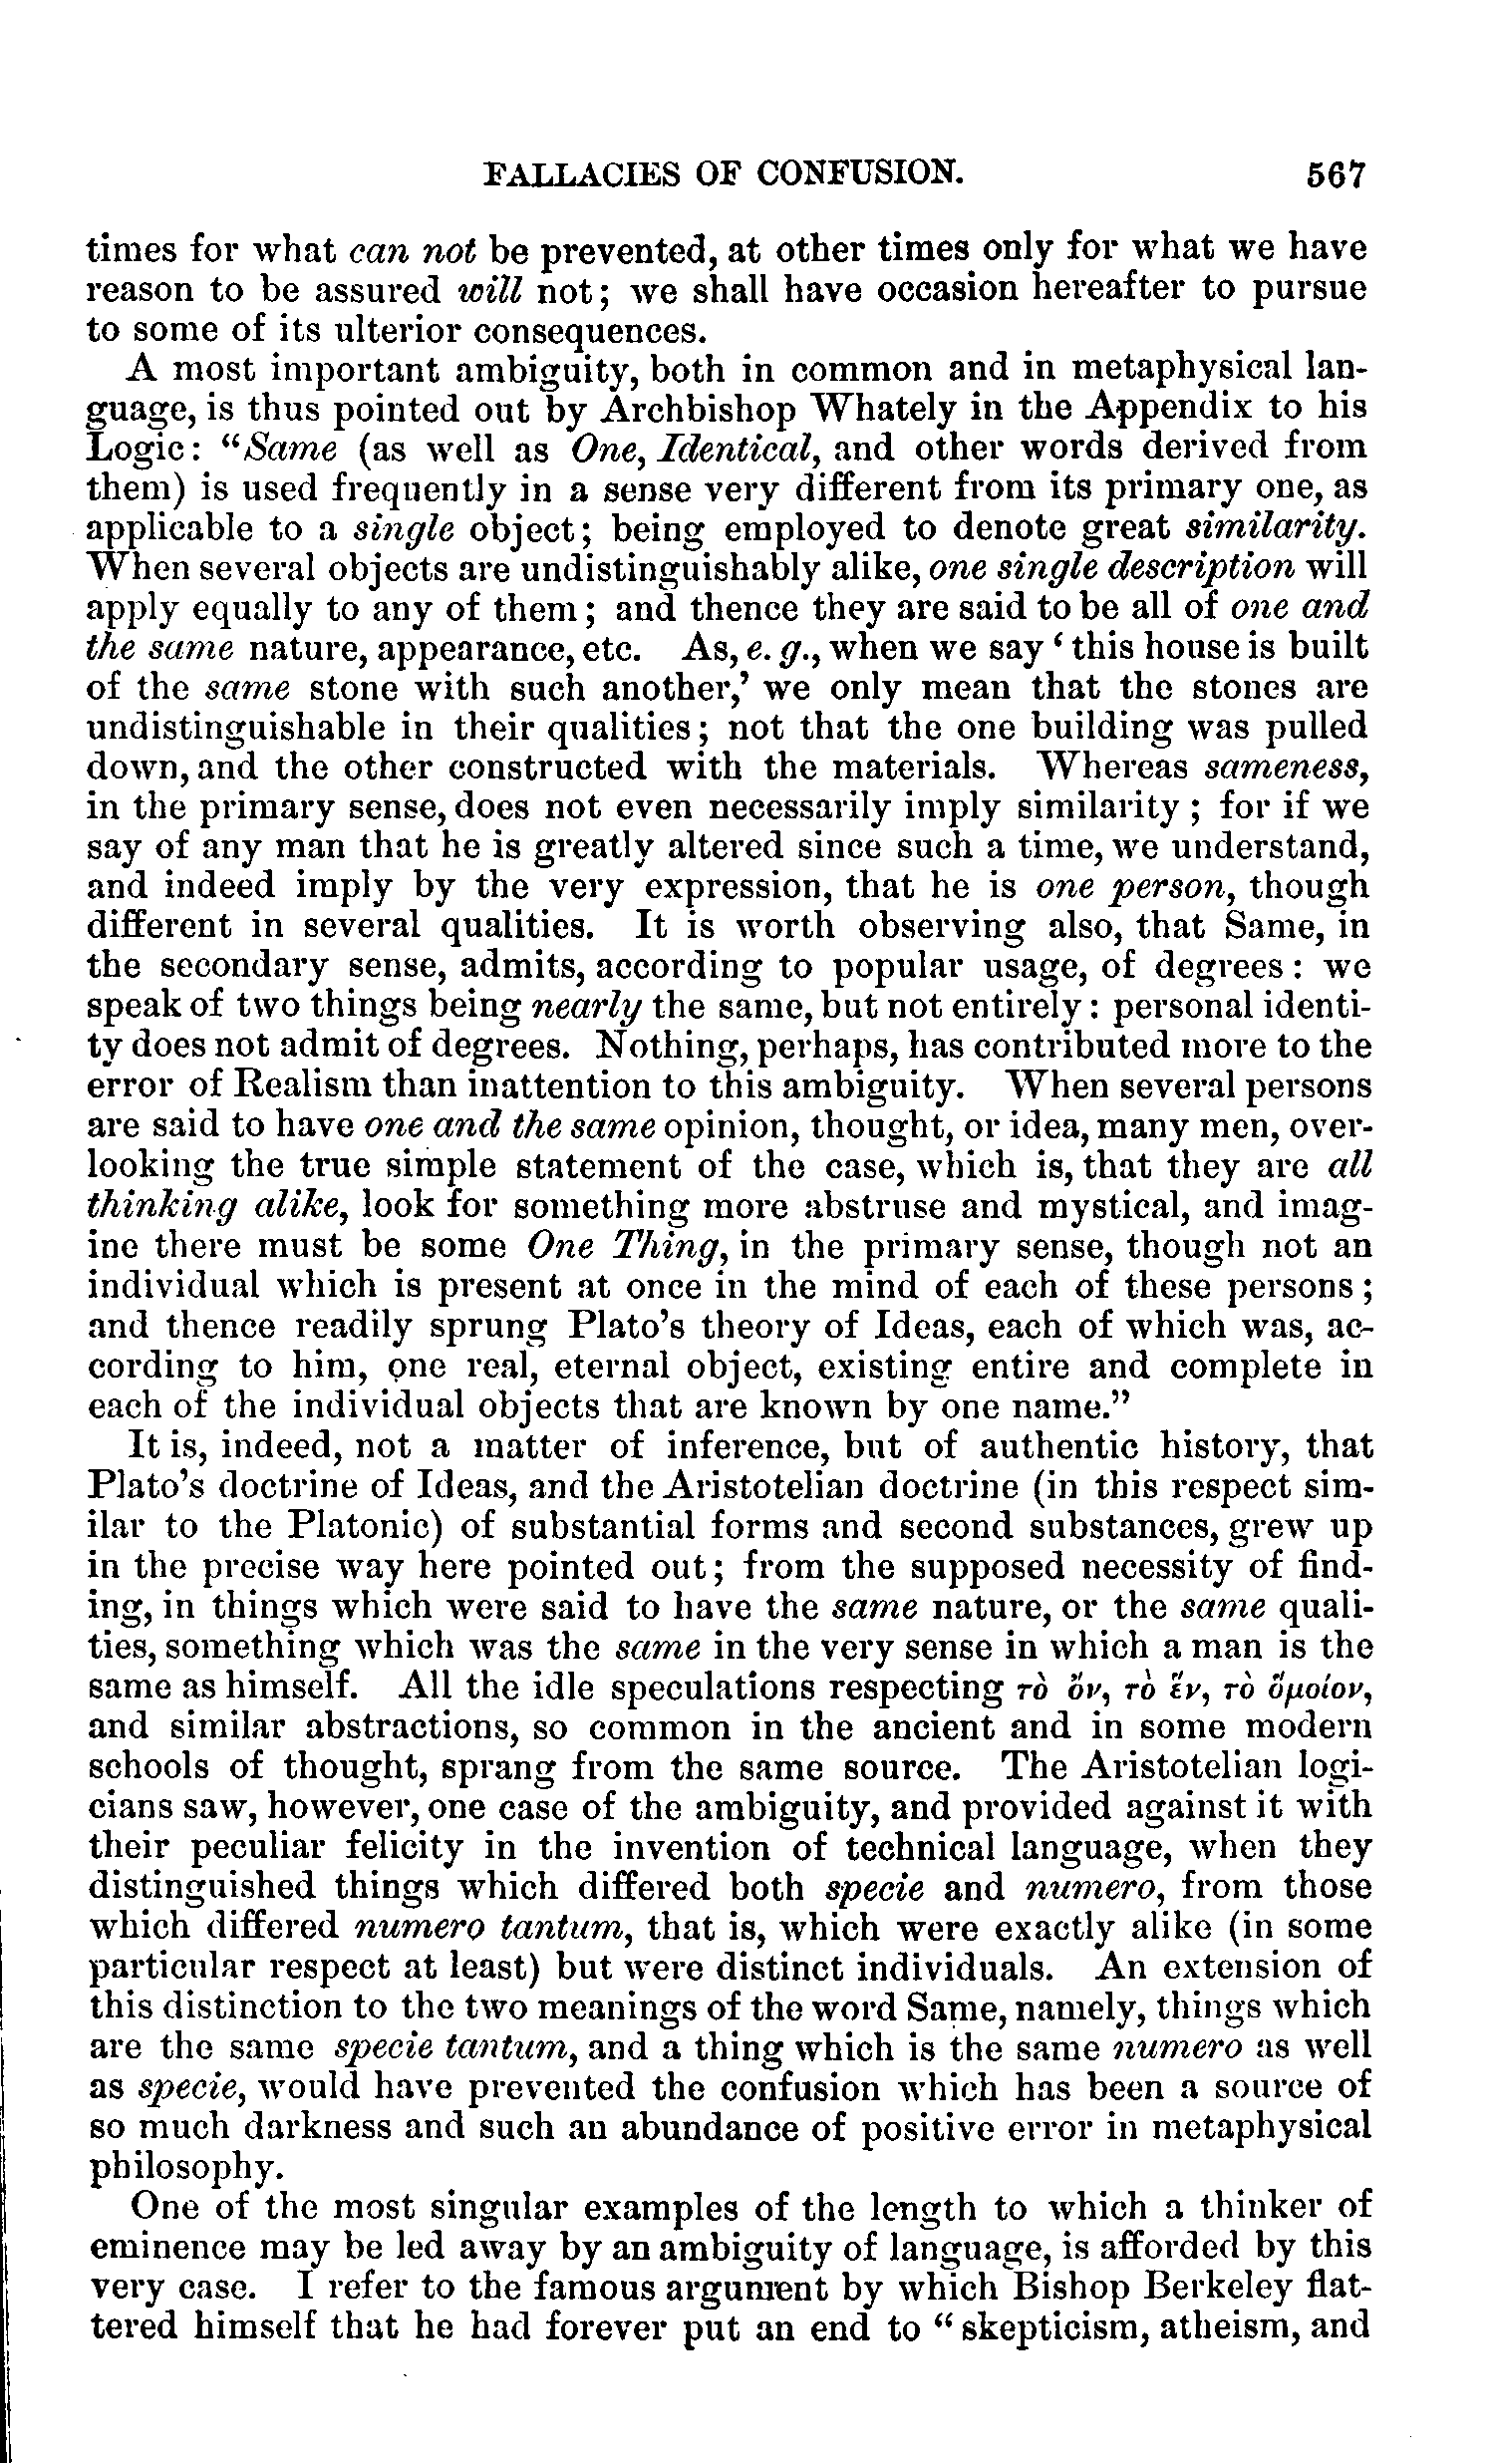 FALLACIES OF CONFUSION. 567
times for what can not be prevented, at other times only for what we have
reason to be assured will not; we shall have occasion hereafter to pursue
to some of its ulterior consequences.
A most important ambiguity, both in common and in metaphysical lan-
guage, is thus pointed out by Archbishop Whately in the Appendix to his
Logic: "Same (as well as One, Identical, and other words derived from
them) is used frequently in a sense very different from its primary one, as
applicable to a single object; being employed to denote great similarity.
When several objects are undistinguishably alike, one single description will
apply equally to any of them; and thence they are said to be all of one and
the same nature, appearance, etc. As, e. g., when we say ‘this house is built
of the same stone with such another,’ we only mean that the stones are
undistinguishable in their qualities; not that the one building was pulled
down, and the other constructed with the materials. Whereas sameness,
in the primary sense, does not even necessarily imply similarity; for if we
say of any man that he is greatly altered since such a time, we understand,
and indeed imply by the very expression, that he is one person, though
different in several qualities. It is worth observing also, that Same, in
the secondary sense, admits, according to popular usage, of degrees: we
speak of two things being nearly the same, but not entirely: personal identi-
ty does not admit of degrees. Nothing, perhaps, has contributed more to the
error of Realism than inattention to this ambiguity. When several persons
are said to have one and the same opinion, thought, or idea, many men, over-
looking the true simple statement of the case, which is, that they are all
thinking alike, look for something more abstruse and mystical, and imag-
ine there must be some One Thing, in the primary sense, though not an
individual which is present at once in the mind of each of these persons;
and thence readily sprung Plato's theory of Ideas, each of which was, ac-
cording to him, one real, eternal object, existing entire and complete in
each of the individual objects that are known by one name."
It is, indeed, not a matter of inference, but of authentic history, that
Plato's doctrine of Ideas, and the Aristotelian doctrine (in this respect sim-
ilar to the Platonic) of substantial forms and second substances, grew up
in the precise way here pointed out; from the supposed necessity of find-
ing, in things which were said to have the same nature, or the same quali-
ties, something which was the same in the very sense in which a man is the
same as himself. All the idle speculations respecting τὸ ὄν, τὸ ἕν, τὸ ὅμοίον,
and similar abstractions, so common in the ancient and in some modern
schools of thought, sprang from the same source. The Aristotelian logi-
cians saw, however, one case of the ambiguity, and provided against it with
their peculiar felicity in the invention of technical language, when they
distinguished things which differed both specie and numero, from those
which differed numero tantum, that is, which were exactly alike (in some
particular respect at least) but were distinct individuals. An extension of
this distinction to the two meanings of the word Same, namely, things which
are the same specie tantum, and a thing which is the same numero as well
as specie, would have prevented the confusion which has been a source of
so much darkness and such an abundance of positive error in metaphysical
philosophy.
One of the most singular examples of the length to which a thinker of
eminence may be led away by an ambiguity of language, is afforded by this
very case. I refer to the famous argument by which Bishop Berkeley flat-
tered himself that he had forever put an end to "skepticism, atheism, and